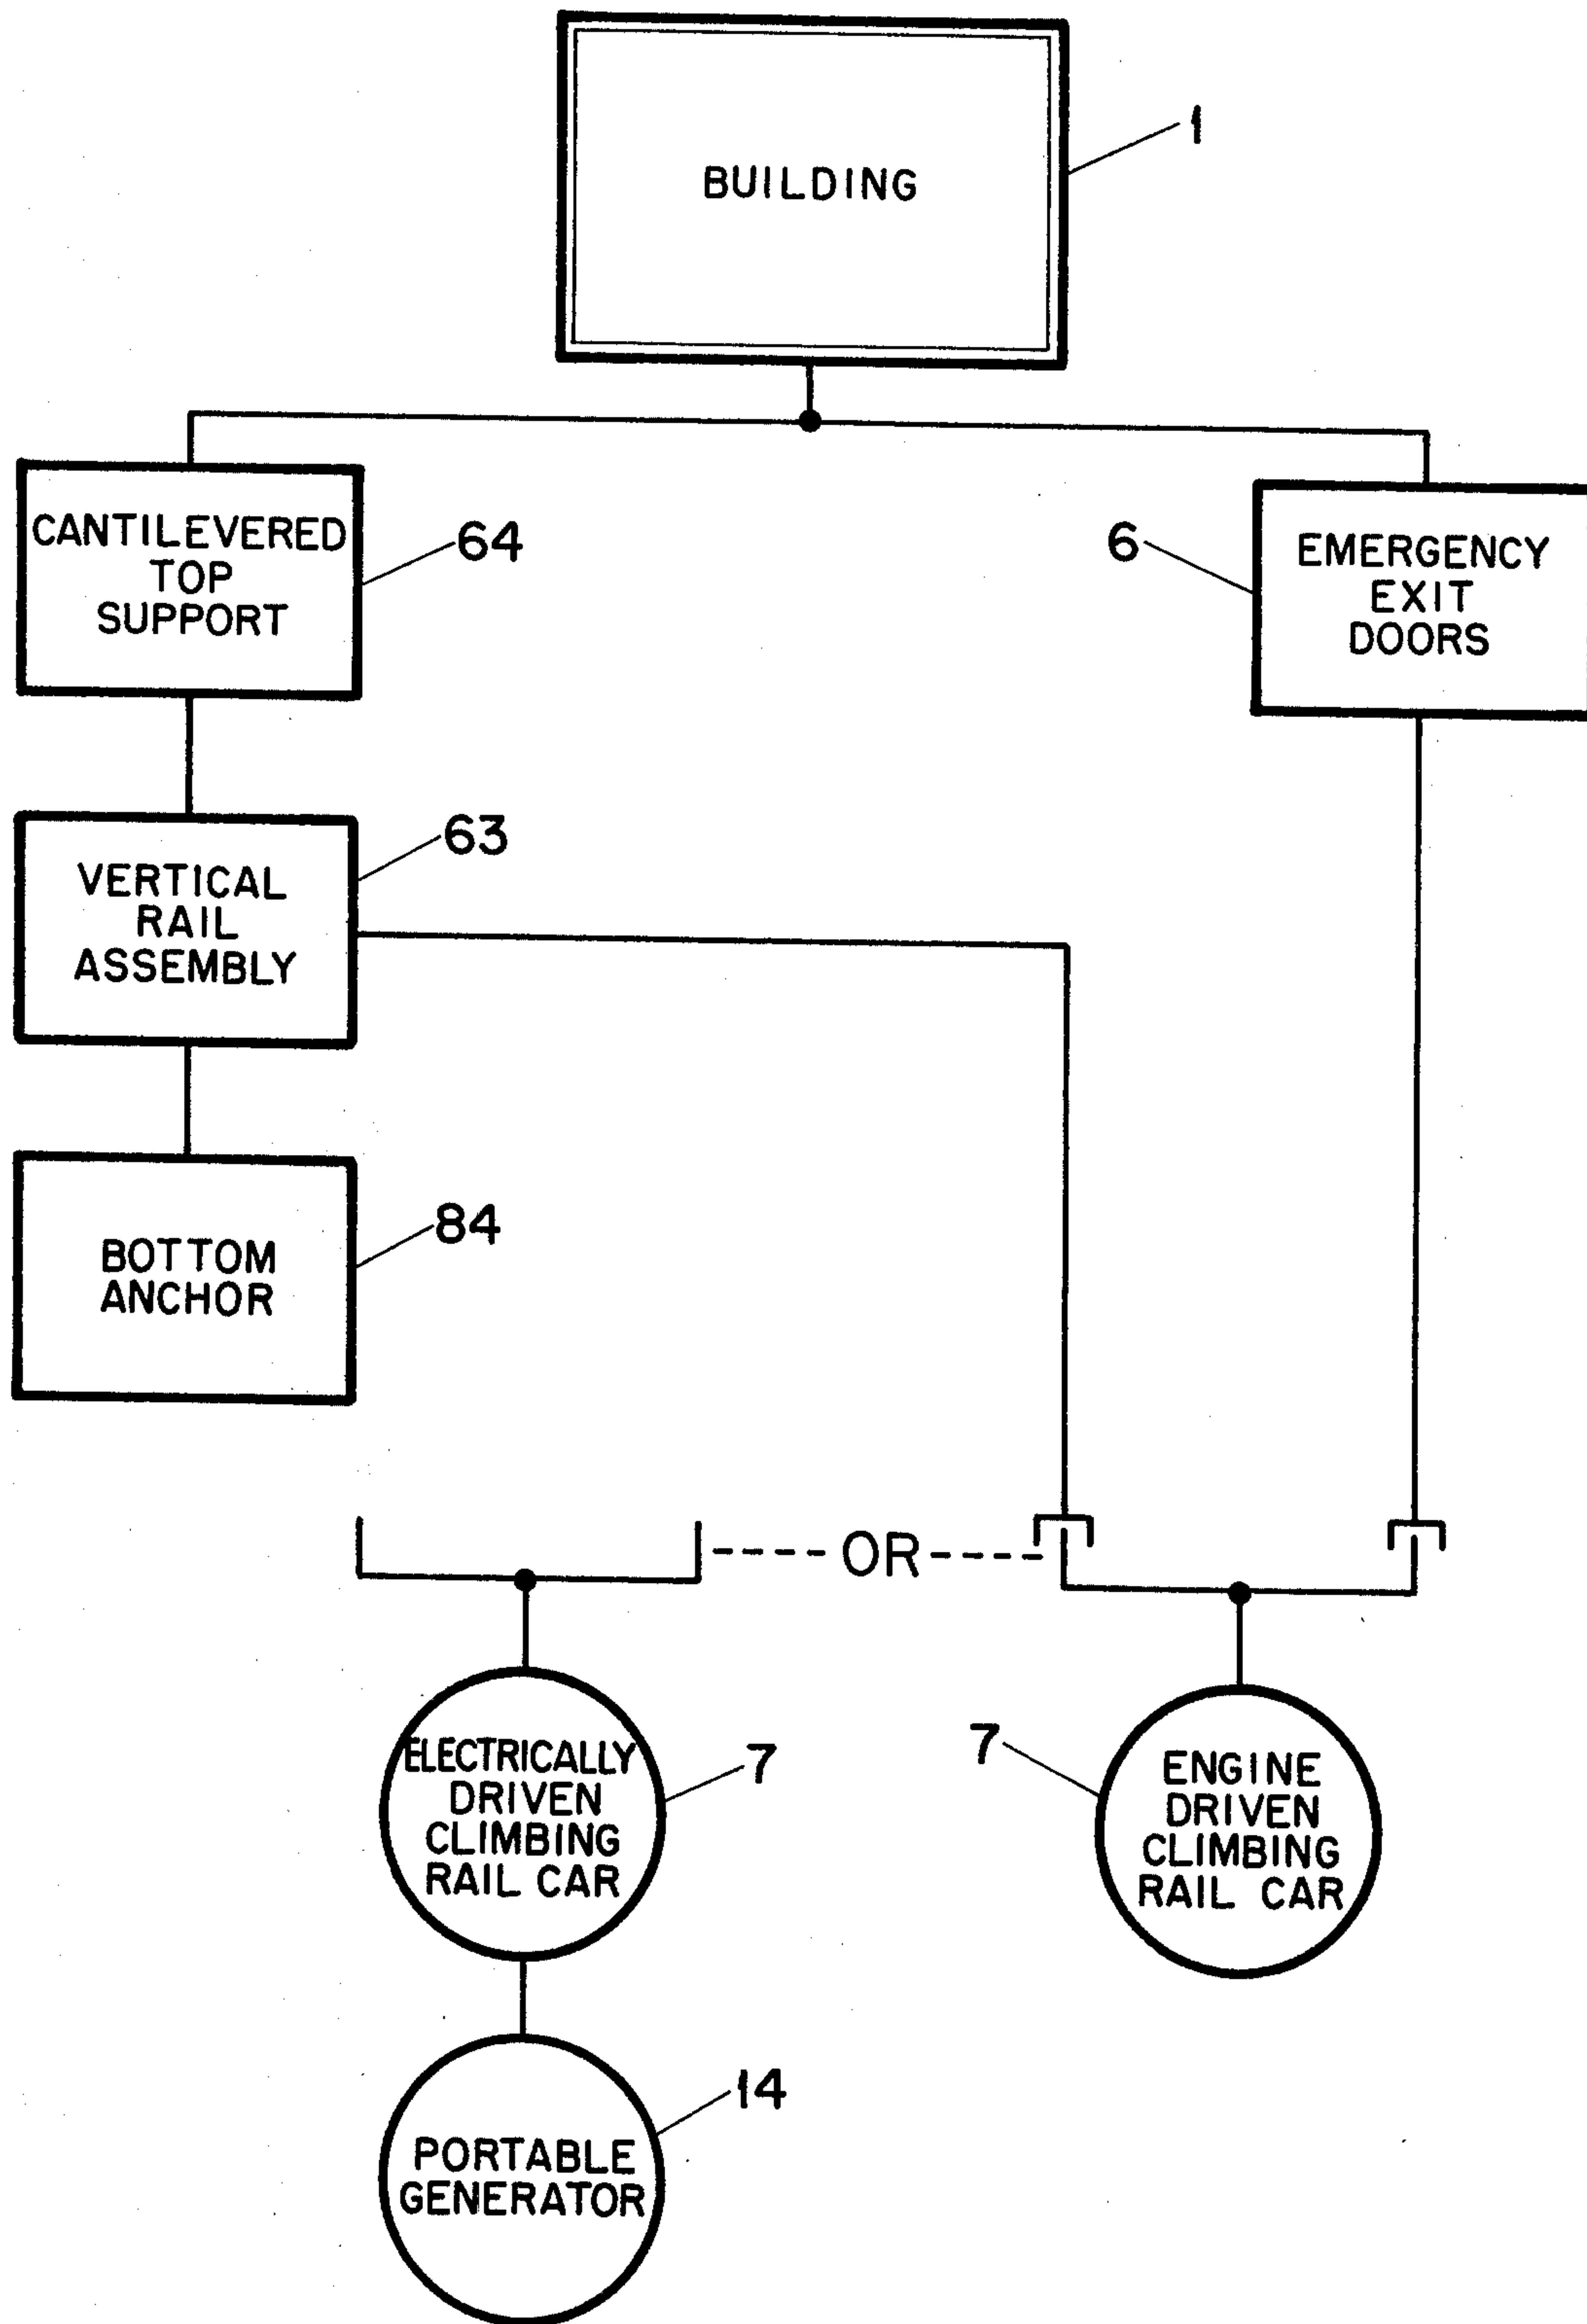 BUILDING
1
CANTILEVERED
TOP
SUPPORT
64
6
EMERGENCY
EXIT
DOORS
VERTICAL
RAIL
ASSEMBLY
63
BOTTOM
ANCHOR
84
OR
ELECTRICALLY
DRIVEN
CLIMBING
RAIL CAR
7
7
ENGINE
DRIVEN
CLIMBING
RAIL CAR
PORTABLE
GENERATOR
14